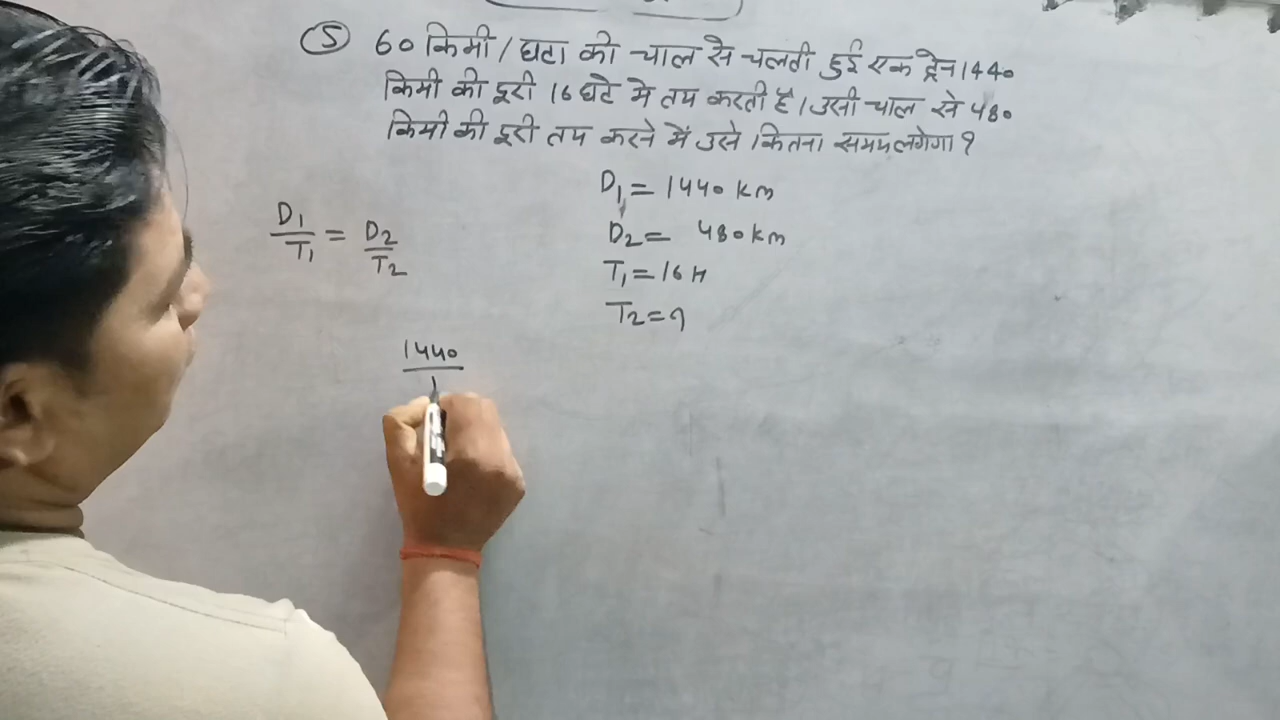 5 60 किमी / घटा की चाल से चलती हुई एक ट्रेन 1440
किमी की दूरी 16 घंटे मे तय करती है। उसी चाल से 480
किमी की दूरी तय करने में उसे कितना समय लगेगा ?
D1 = 1440 km
D1/T1 = D2/T2
D2 = 480 km
T1 = 16 H
T2 = ?
1440